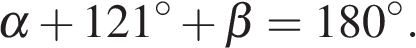 α + 121° + β = 180°.